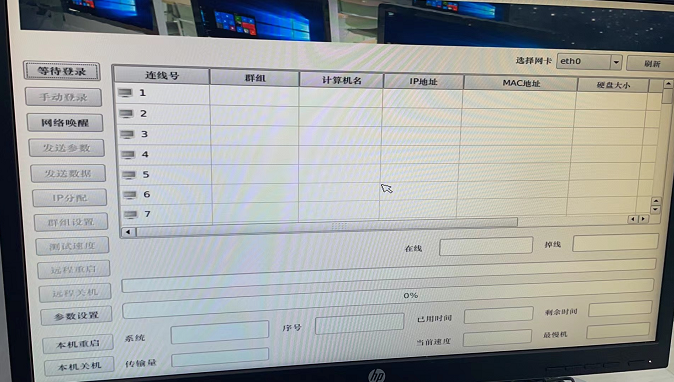 选择网卡 eth0 刷新
等待登录
手动登录
网络唤醒
发送参数
发送数据
IP分配
群组设置
测试速度
远程重启
远程关机
参数设置
本机重启
本机关机
连线号 群组 计算机名 IP地址 MAC地址 硬盘大小
1
2
3
4
5
6
7
在线 掉线
0%
系统 序号 已用时间 剩余时间
传输量 当前速度 最慢机
hp